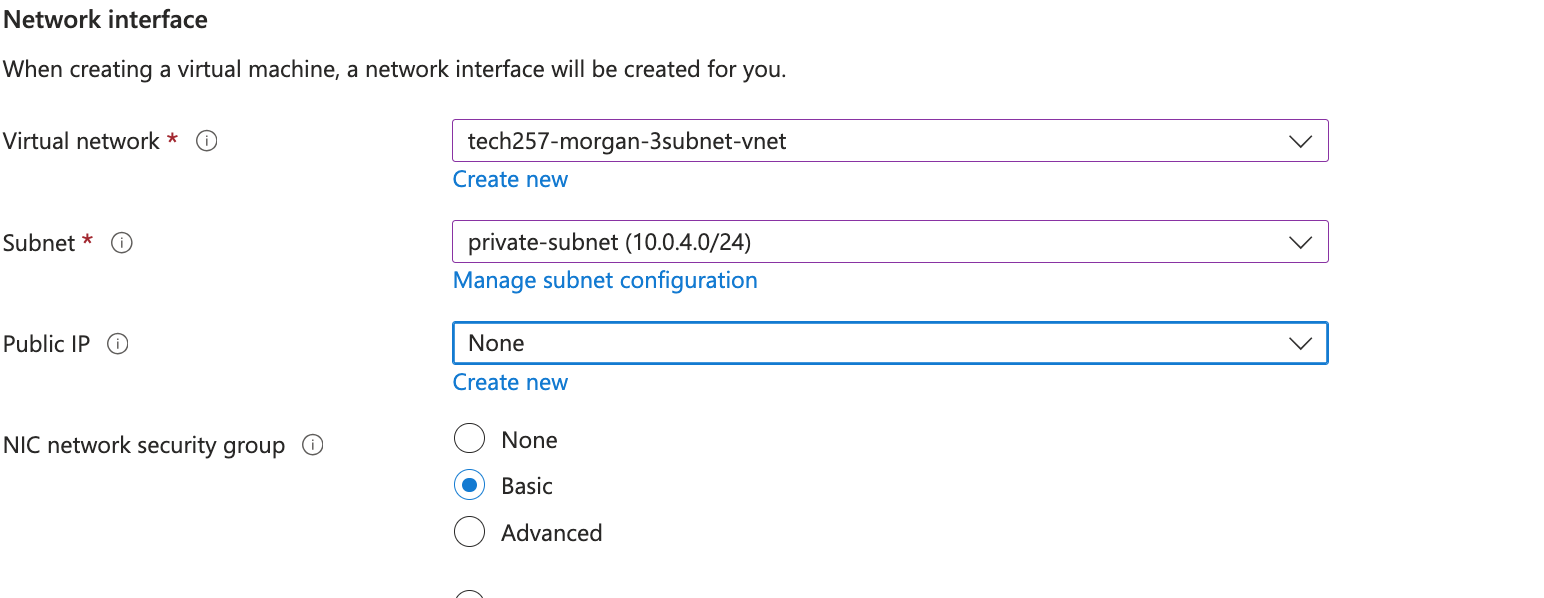 Network interface
When creating a virtual machine, a network interface will be created for you.
Virtual network *
tech257-morgan-3subnet-vnet
Create new
Subnet *
private-subnet (10.0.4.0/24)
Manage subnet configuration
Public IP
None
Create new
NIC network security group
None
Basic
Advanced